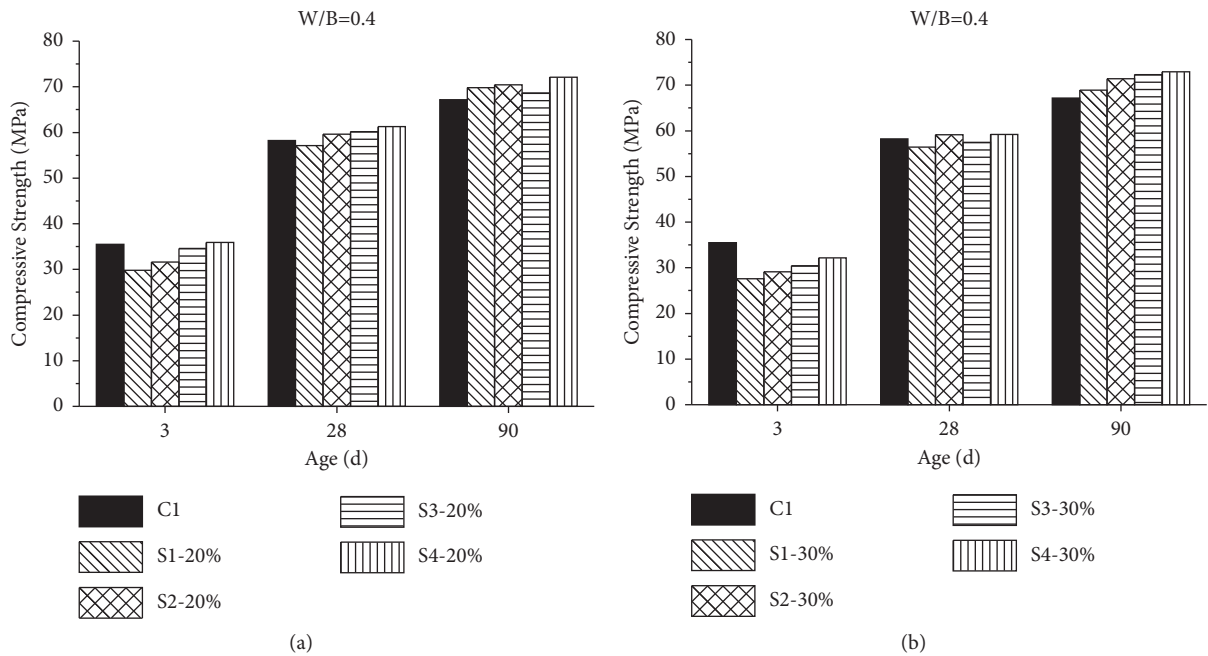 W/B=0.4
80
70
60
50
40
30
20
10
0
Compressive Strength (MPa)
3 28 90
Age (d)
C1
S1-20%
S2-20%
S3-20%
S4-20%
(a)
W/B=0.4
80
70
60
50
40
30
20
10
0
Compressive Strength (MPa)
3 28 90
Age (d)
C1
S1-30%
S2-30%
S3-30%
S4-30%
(b)